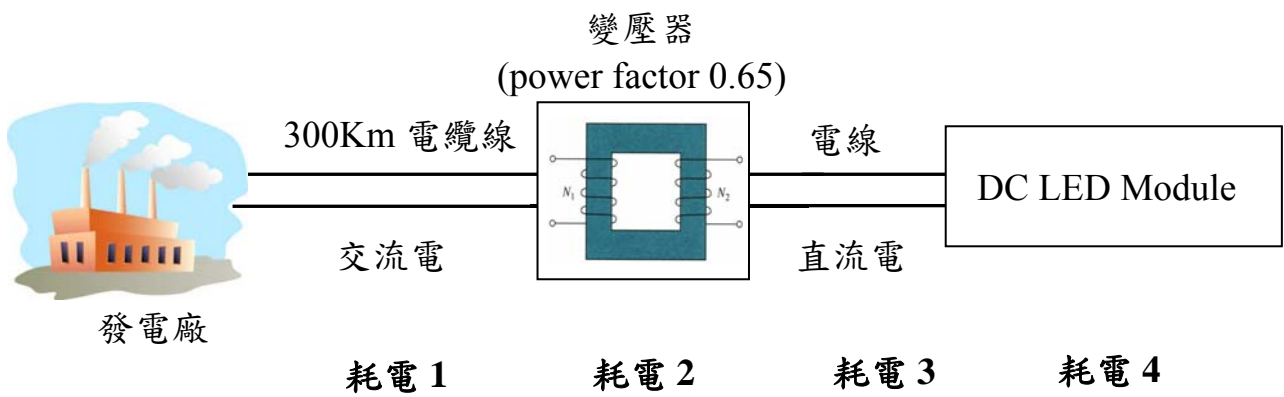 變壓器
(power factor 0.65)
300Km 電纜線
電線
N1
N2
DC LED Module
交流電
直流電
發電廠
耗電 1
耗電 2
耗電 3
耗電 4